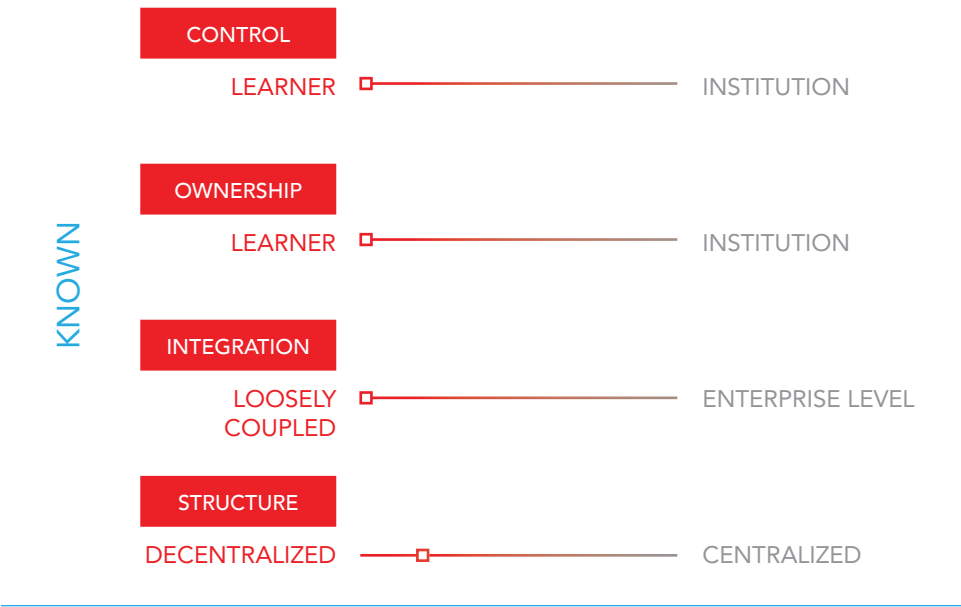 KNOWN
CONTROL
LEARNER INSTITUTION
OWNERSHIP
LEARNER INSTITUTION
INTEGRATION
LOOSELY ENTERPRISE LEVEL
COUPLED
STRUCTURE
DECENTRALIZED CENTRALIZED